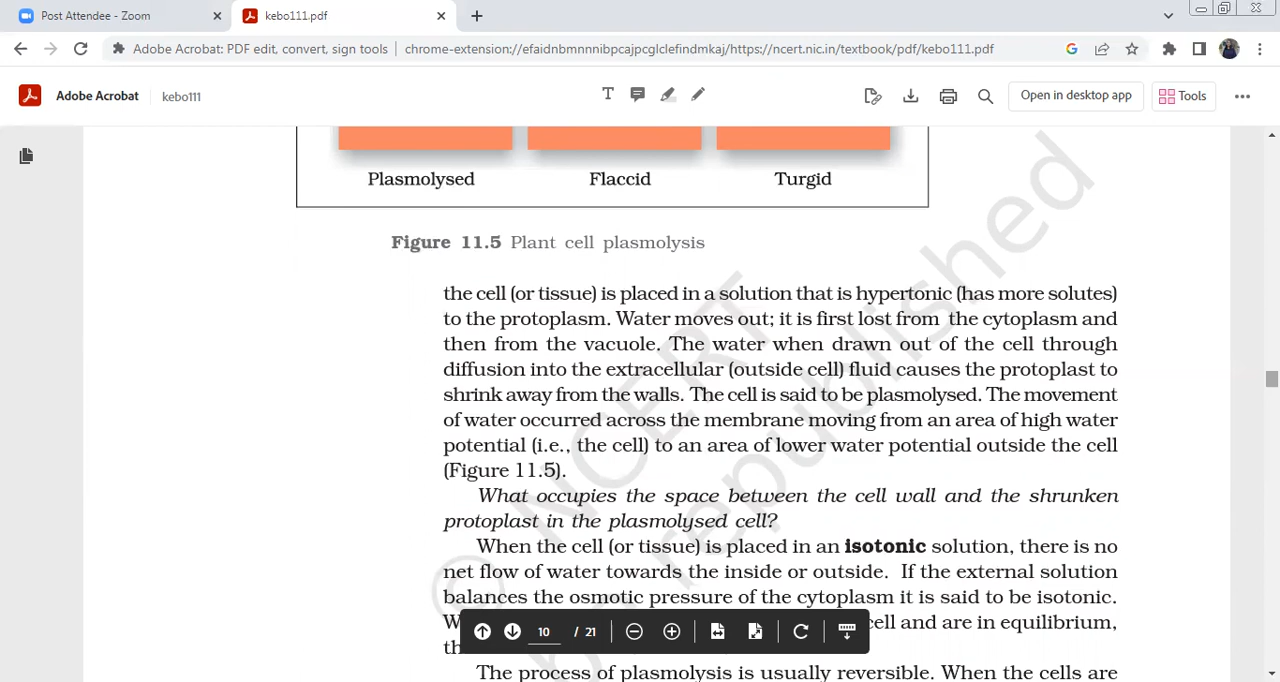 Post Attendee - Zoom
kebo111.pdf
Adobe Acrobat: PDF edit, convert, sign tools | chrome-extension://efaidnbmnnnibpcajpcglclefindmkaj/https://ncert.nic.in/textbook/pdf/kebo111.pdf
Adobe Acrobat kebo111 Open in desktop app Tools
Plasmolysed Flaccid Turgid
Figure 11.5 Plant cell plasmolysis
the cell (or tissue) is placed in a solution that is hypertonic (has more solutes)
to the protoplasm. Water moves out; it is first lost from the cytoplasm and
then from the vacuole. The water when drawn out of the cell through
diffusion into the extracellular (outside cell) fluid causes the protoplast to
shrink away from the walls. The cell is said to be plasmolysed. The movement
of water occurred across the membrane moving from an area of high water
potential (i.e., the cell) to an area of lower water potential outside the cell
(Figure 11.5).
What occupies the space between the cell wall and the shrunken
protoplast in the plasmolysed cell?
When the cell (or tissue) is placed in an isotonic solution, there is no
net flow of water towards the inside or outside. If the external solution
balances the osmotic pressure of the cytoplasm it is said to be isotonic.
cell and are in equilibrium,
10 / 21
The process of plasmolysis is usually reversible. When the cells are
© NCERT
republished